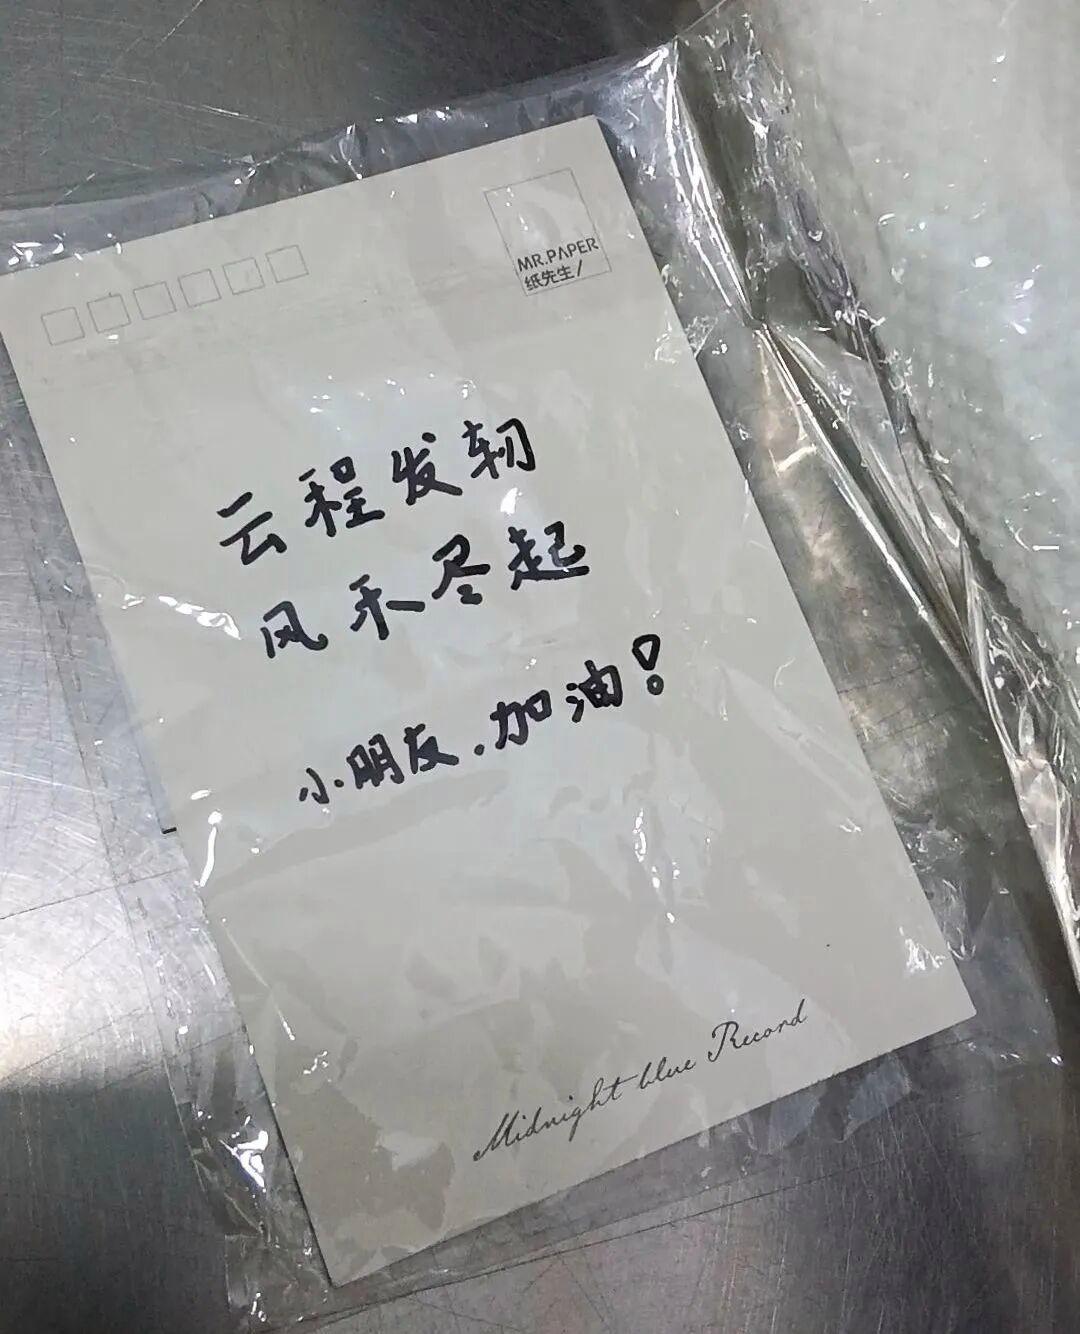 MR.PAPER
纸先生/
云程发轫
风禾尽起
小朋友,加油!
Midnight blue Record